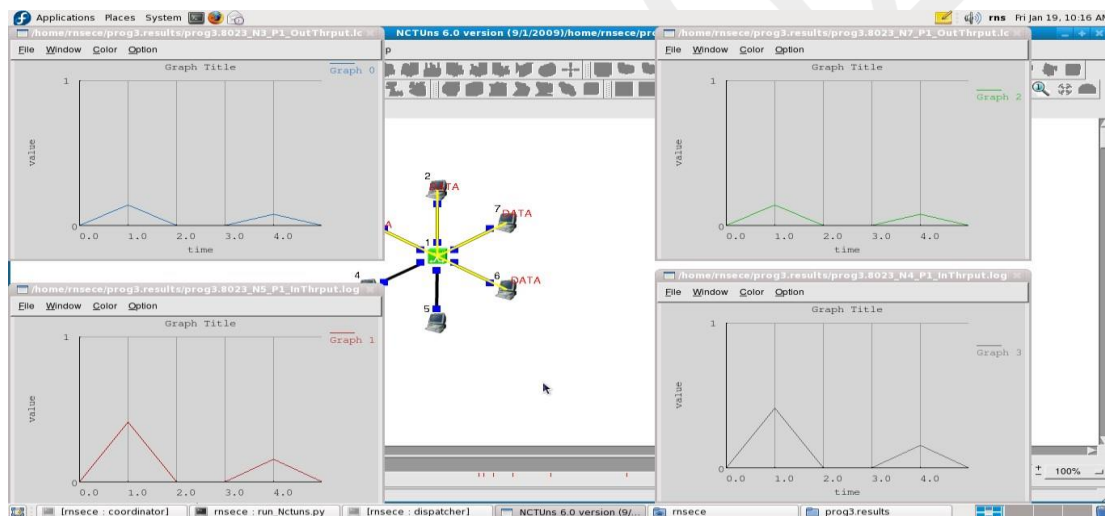 Applications Places System
rns Fri Jan 19, 10:16 AM
/home/rnsece/prog3.results/prog3.8023_N3_P1_OutThrput.lc
File Window Color Option
Graph Title
Graph 0
1
value
0
0.0 1.0 2.0 3.0 4.0
time
NCTUns 6.0 version (9/1/2009)/home/rnsece/pro
/home/rnsece/prog3.results/prog3.8023_N7_P1_OutThrput.lc
File Window Color Option
Graph Title
Graph 2
1
value
0
0.0 1.0 2.0 3.0 4.0
time
2
DATA
7
DATA
1
6
DATA
4
5
/home/rnsece/prog3.results/prog3.8023_N5_P1_InThrput.log
File Window Color Option
Graph Title
Graph 1
1
value
0
0.0 1.0 2.0 3.0 4.0
time
/home/rnsece/prog3.results/prog3.8023_N4_P1_InThrput.log
File Window Color Option
Graph Title
Graph 3
1
value
0
0.0 1.0 2.0 3.0 4.0
time
100%
[rnsece : coordinator]
rnsece : run_Nctuns.py
[rnsece : dispatcher]
NCTUns 6.0 version (9/...
rnsece
prog3.results